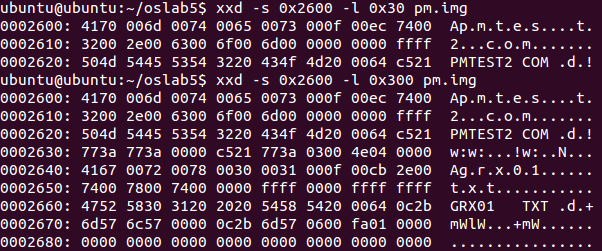 ubuntu@ubuntu:~/oslab5$ xxd -s 0x2600 -l 0x30 pm.img
0002600: 4170 006d 0074 0065 0073 000f 00ec 7400  Ap.m.t.e.s....t.
0002610: 3200 2e00 6300 6f00 6d00 0000 0000 ffff  2...c.o.m.......
0002620: 504d 5445 5354 3220 434f 4d20 0064 c521  PMTEST2 COM .d.!
ubuntu@ubuntu:~/oslab5$ xxd -s 0x2600 -l 0x300 pm.img
0002600: 4170 006d 0074 0065 0073 000f 00ec 7400  Ap.m.t.e.s....t.
0002610: 3200 2e00 6300 6f00 6d00 0000 0000 ffff  2...c.o.m.......
0002620: 504d 5445 5354 3220 434f 4d20 0064 c521  PMTEST2 COM .d.!
0002630: 773a 773a 0000 c521 773a 0300 4e04 0000  w:w:...!w:..N...
0002640: 4167 0072 0078 0030 0031 000f 00cb 2e00  Ag.r.x.0.1......
0002650: 7400 7800 7400 0000 ffff 0000 ffff ffff  t.x.t...........
0002660: 4752 5830 3120 2020 5458 5420 0064 0c2b  GRX01   TXT .d.+
0002670: 6d57 6c57 0000 0c2b 6d57 0600 fa01 0000  mWlW...+mW......
0002680: 0000 0000 0000 0000 0000 0000 0000 0000  ................